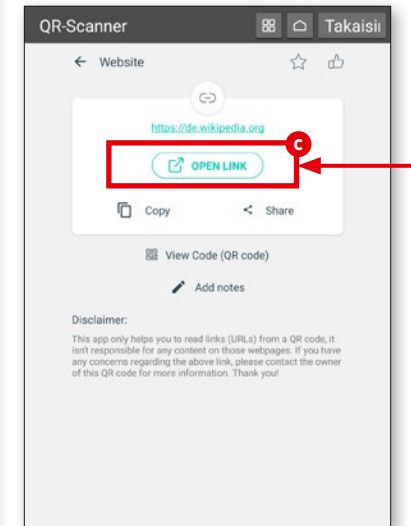 QR-Scanner Takaisin
Website
https://de.wikipedia.org
C
OPEN LINK
Copy Share
View Code (QR code)
Add notes
Disclaimer:
This app only helps you to read links (URLs) from a QR code, it
isn't responsible for any content on those webpages. If you have
any concerns regarding the above link, please contact the owner
of this QR code for more information. Thank you!